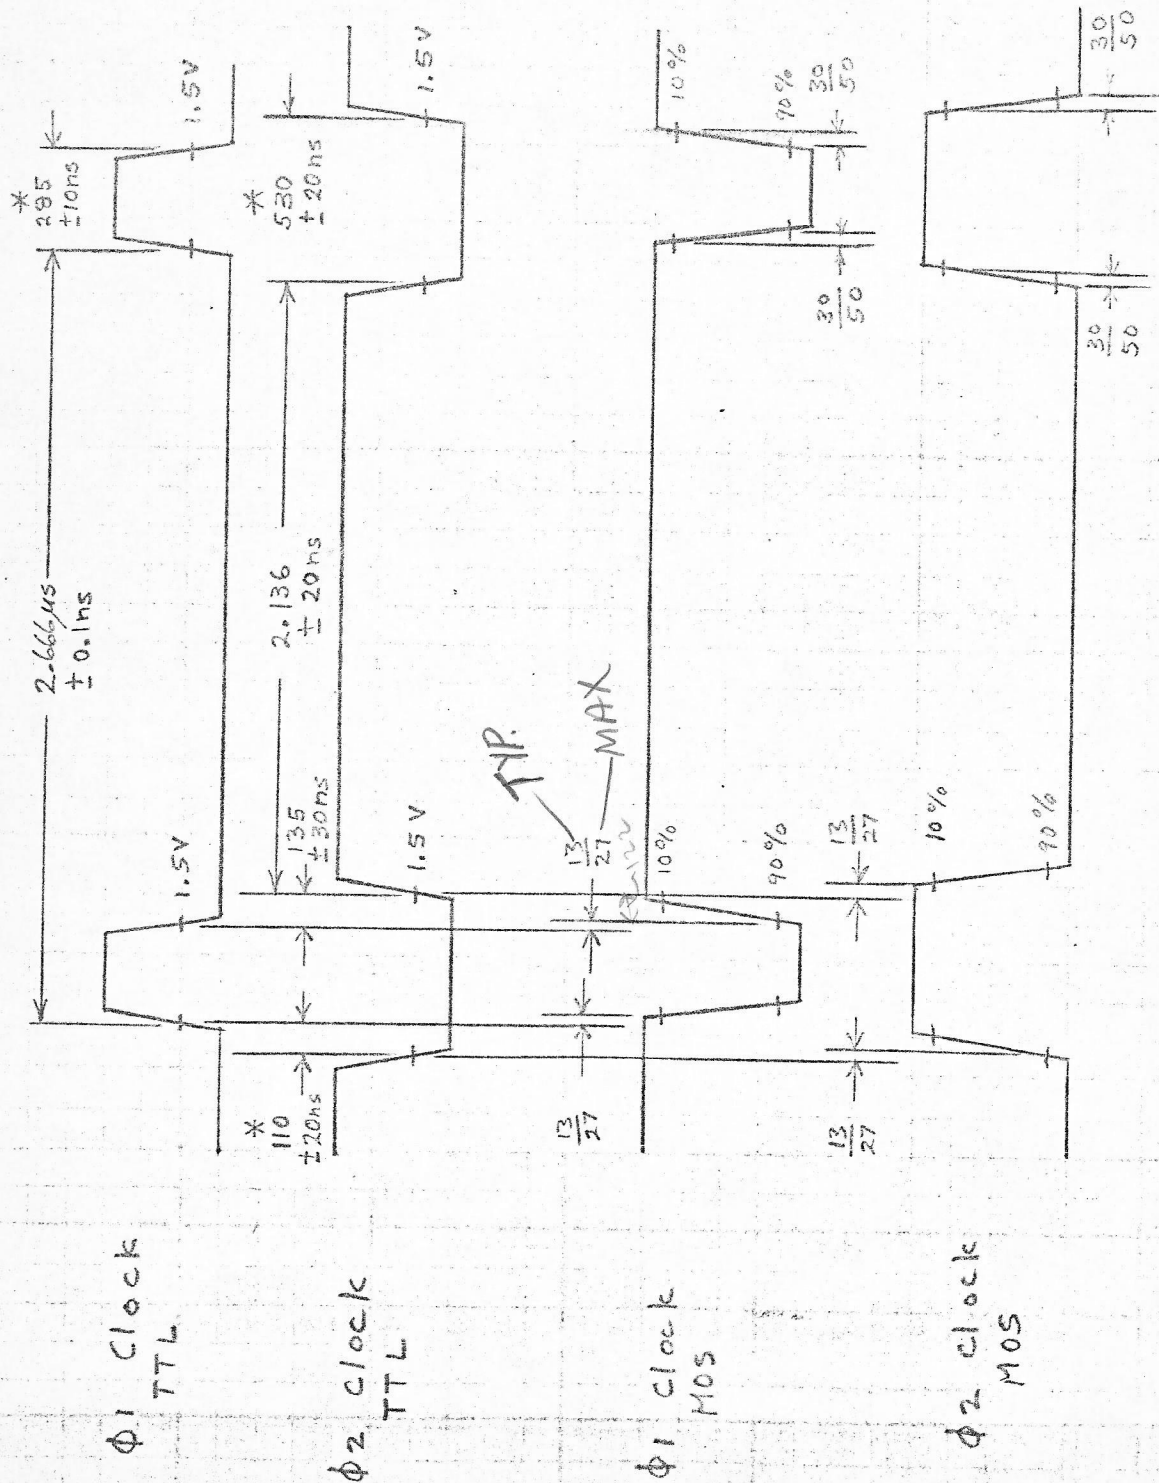 φ1 Clock
TTL
2.666μs
± 0.1ns
1.5V
*
285
±10ns
1.5V
φ2 Clock
TTL
*
110
±20ns
135
±30ns
1.5V
2.136
± 20ns
*
530
± 20ns
1.5V
φ1 Clock
MOS
13
27
13
27
TYP.
MAX
10%
90%
30
50
10%
90%
30
50
φ2 Clock
MOS
13
27
13
27
10%
90%
30
50
30
50